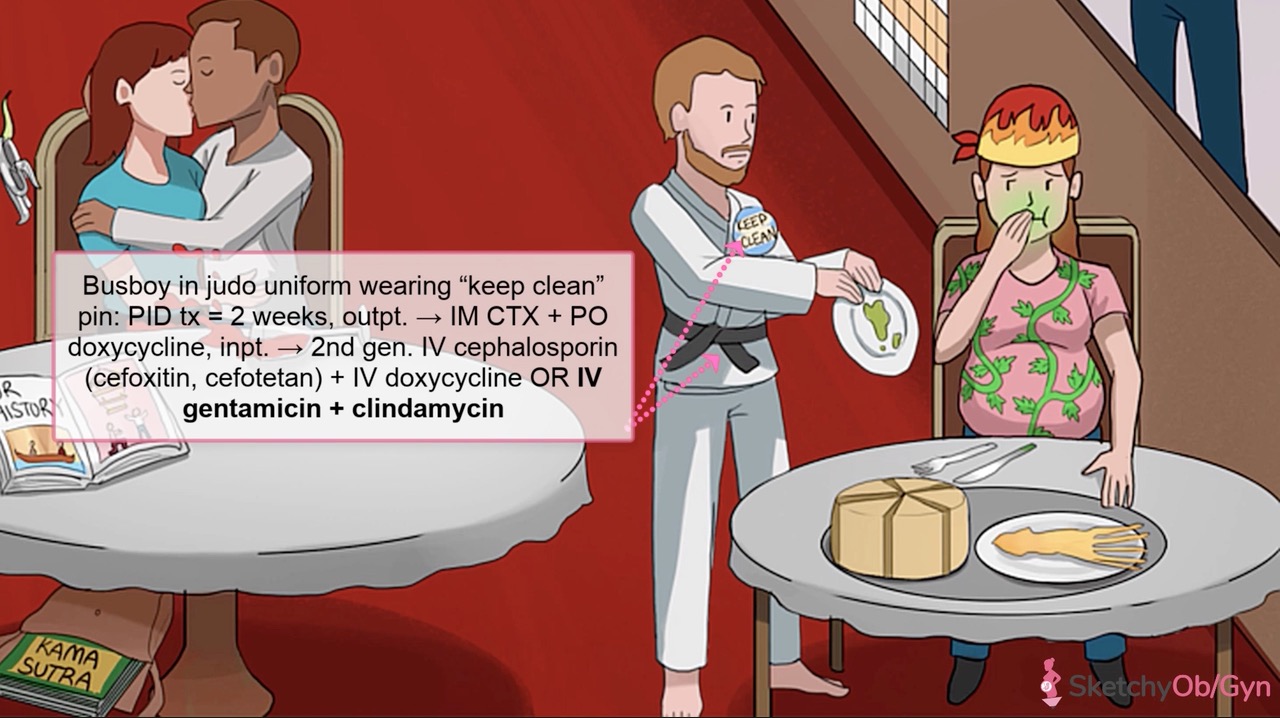 KEEP
CLEAN
Busboy in judo uniform wearing “keep clean”
pin: PID tx = 2 weeks, outpt. → IM CTX + PO
doxycycline, inpt. → 2nd gen. IV cephalosporin
(cefoxitin, cefotetan) + IV doxycycline OR IV
gentamicin + clindamycin
HISTORY
KAMA
SUTRA
SketchyOb/Gyn